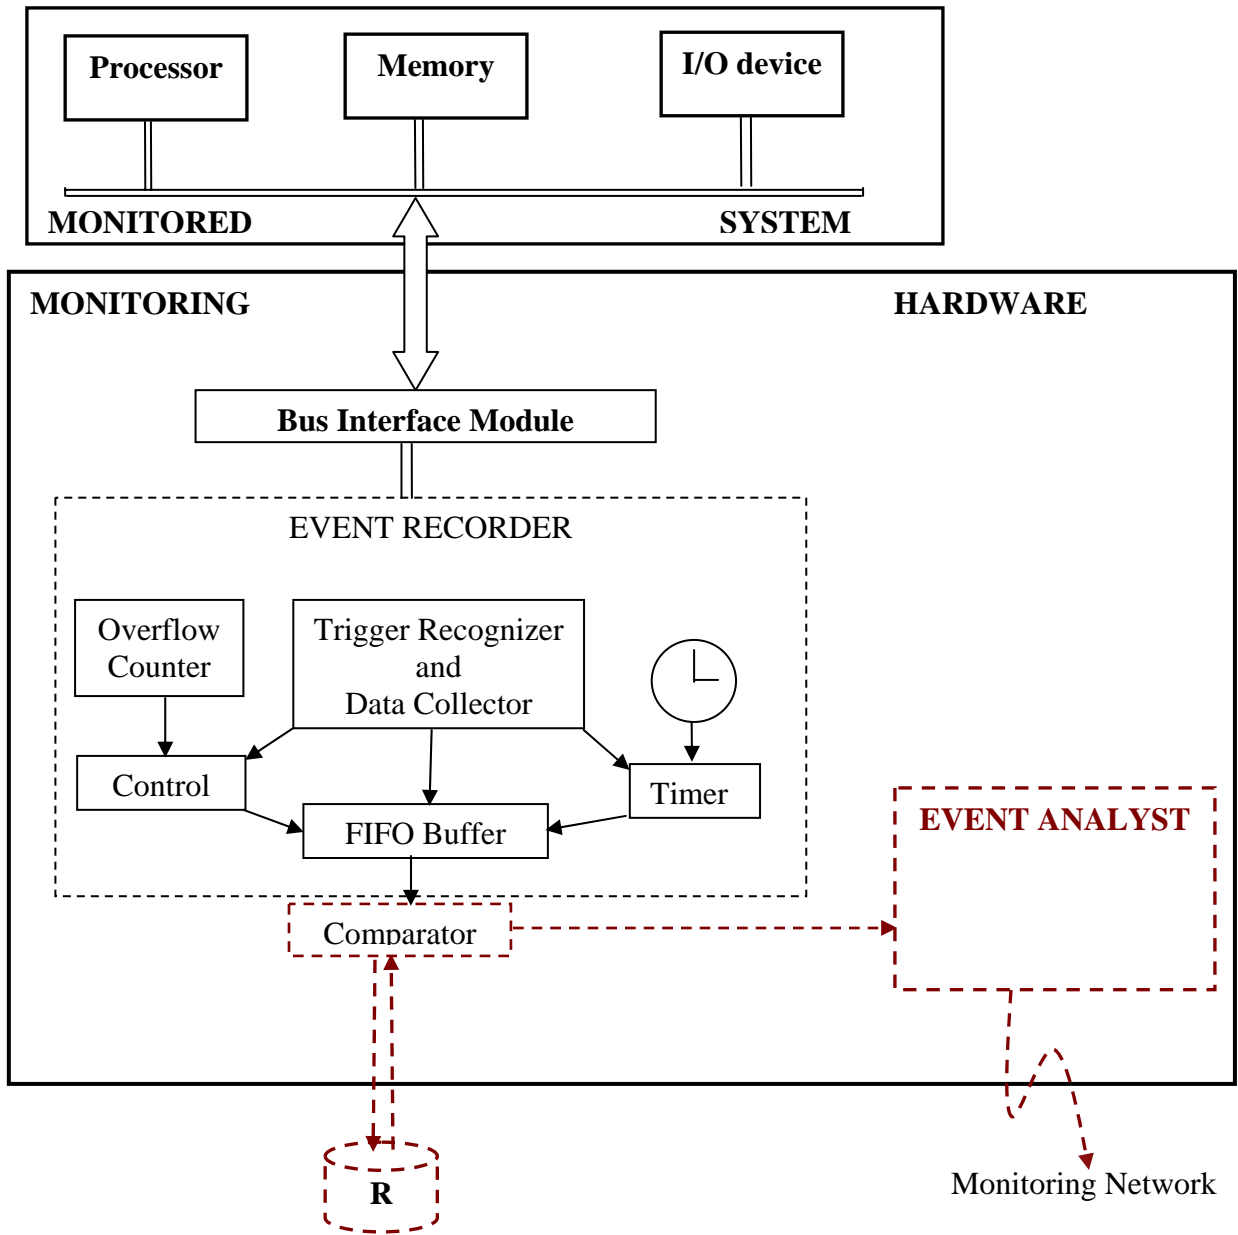 Processor
Memory
I/O device
MONITORED
SYSTEM
MONITORING
HARDWARE
Bus Interface Module
EVENT RECORDER
Overflow
Counter
Trigger Recognizer
and
Data Collector
Control
Timer
FIFO Buffer
EVENT ANALYST
Comparator
R
Monitoring Network